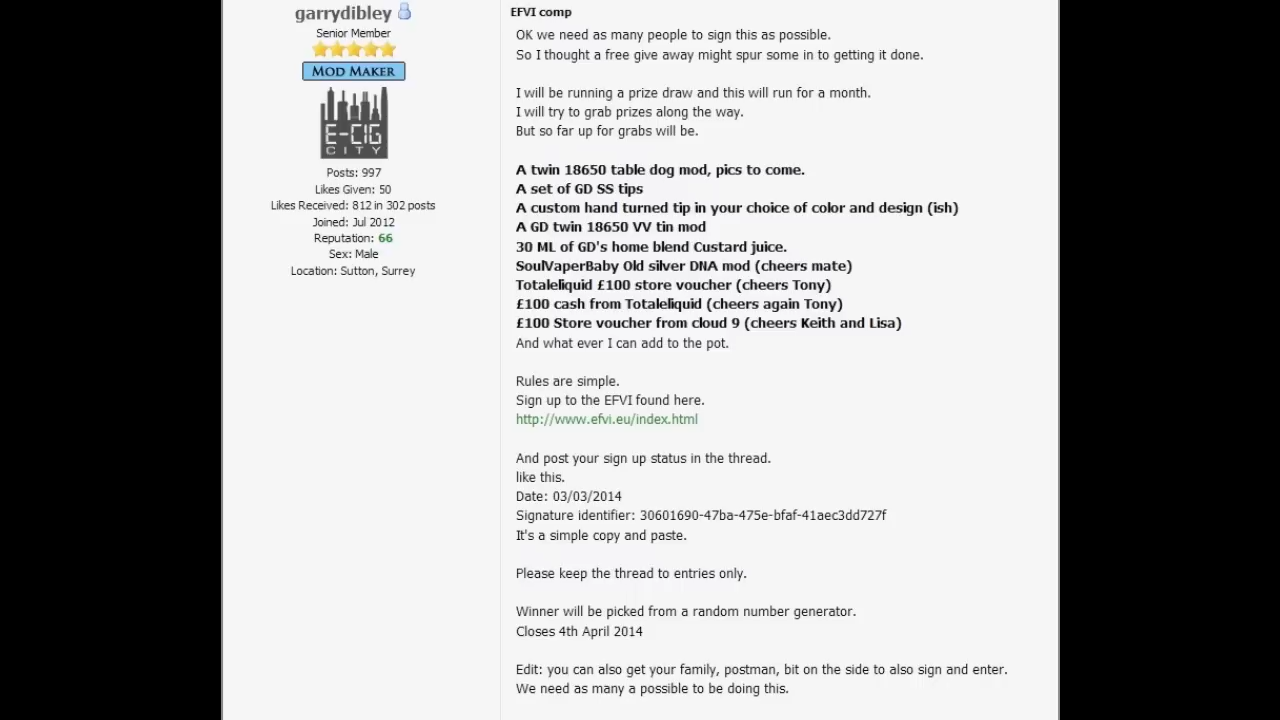 garrydibley
Senior Member
MOD MAKER
E-CIG
CITY
Posts: 997
Likes Given: 50
Likes Received: 812 in 302 posts
Joined: Jul 2012
Reputation: 66
Sex: Male
Location: Sutton, Surrey
EFVI comp
OK we need as many people to sign this as possible.
So I thought a free give away might spur some in to getting it done.
I will be running a prize draw and this will run for a month.
I will try to grab prizes along the way.
But so far up for grabs will be.
A twin 18650 table dog mod, pics to come.
A set of GD SS tips
A custom hand turned tip in your choice of color and design (ish)
A GD twin 18650 VV tin mod
30 ML of GD's home blend Custard juice.
SoulVaperBaby Old silver DNA mod (cheers mate)
Totaleliquid £100 store voucher (cheers Tony)
£100 cash from Totaleliquid (cheers again Tony)
£100 Store voucher from cloud 9 (cheers Keith and Lisa)
And what ever I can add to the pot.
Rules are simple.
Sign up to the EFVI found here.
http://www.efvi.eu/index.html
And post your sign up status in the thread.
like this.
Date: 03/03/2014
Signature identifier: 30601690-47ba-475e-bfaf-41aec3dd727f
It's a simple copy and paste.
Please keep the thread to entries only.
Winner will be picked from a random number generator.
Closes 4th April 2014
Edit: you can also get your family, postman, bit on the side to also sign and enter.
We need as many a possible to be doing this.